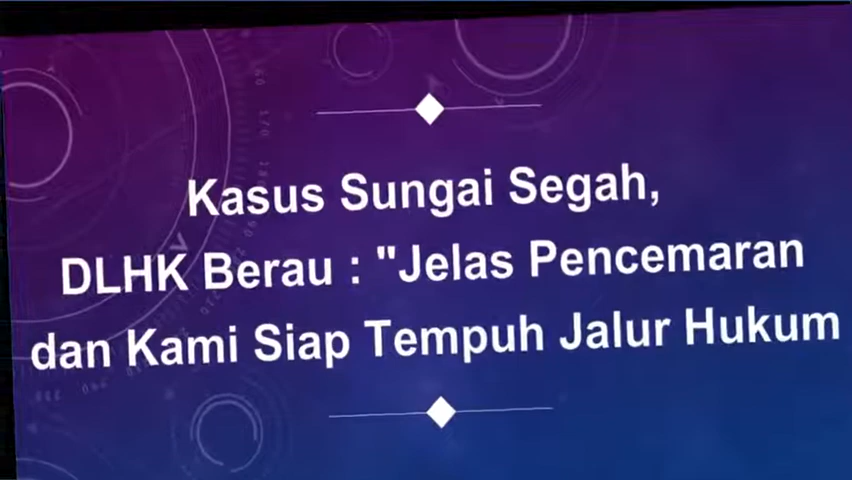 Kasus Sungai Segah,
DLHK Berau : "Jelas Pencemaran
dan Kami Siap Tempuh Jalur Hukum